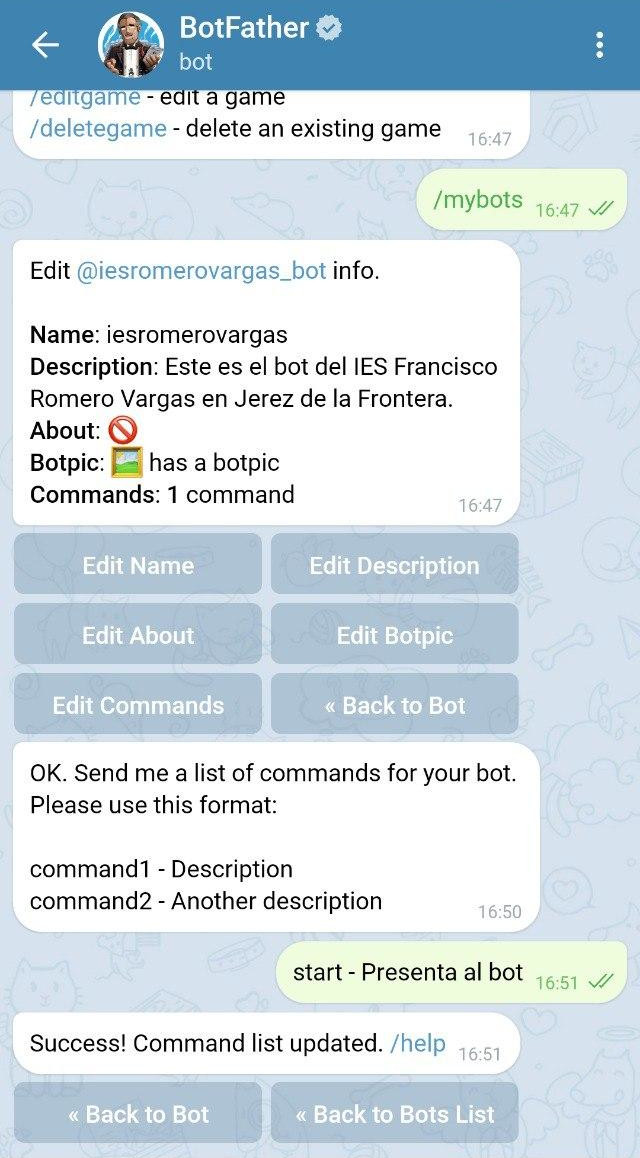 BotFather
bot
/editgame - edit a game
/deletegame - delete an existing game
16:47
/mybots
16:47
Edit @iesromerovargas_bot info.
Name: iesromerovargas
Description: Este es el bot del IES Francisco
Romero Vargas en Jerez de la Frontera.
About: 🚫
Botpic: 🖼 has a botpic
Commands: 1 command
16:47
Edit Name
Edit Description
Edit About
Edit Botpic
Edit Commands
« Back to Bot
OK. Send me a list of commands for your bot.
Please use this format:
command1 - Description
command2 - Another description
16:50
start - Presenta al bot
16:51
Success! Command list updated. /help
16:51
« Back to Bot
« Back to Bots List